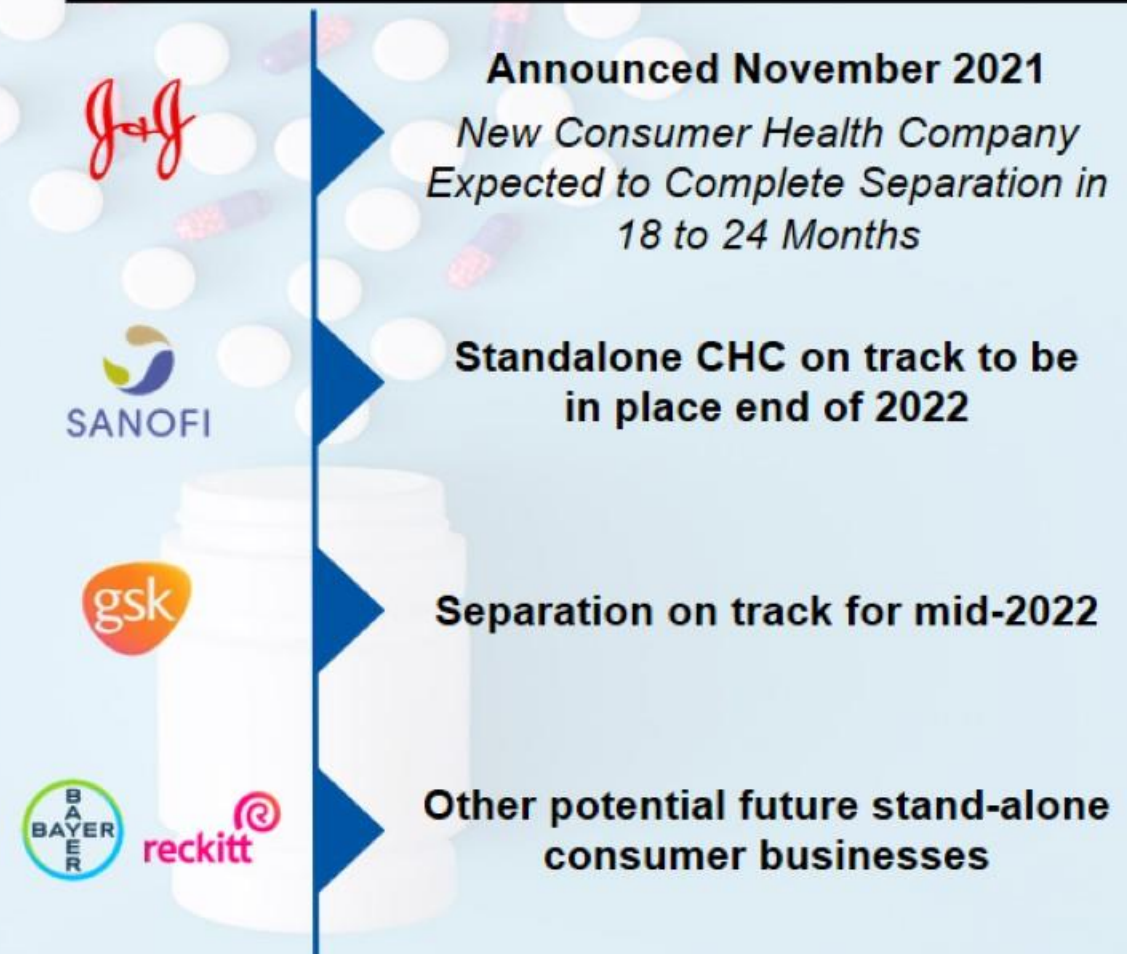 J&J
Announced November 2021
New Consumer Health Company
Expected to Complete Separation in
18 to 24 Months
SANOFI
Standalone CHC on track to be
in place end of 2022
gsk
Separation on track for mid-2022
BAYER
BAYER
reckitt
Other potential future stand-alone
consumer businesses